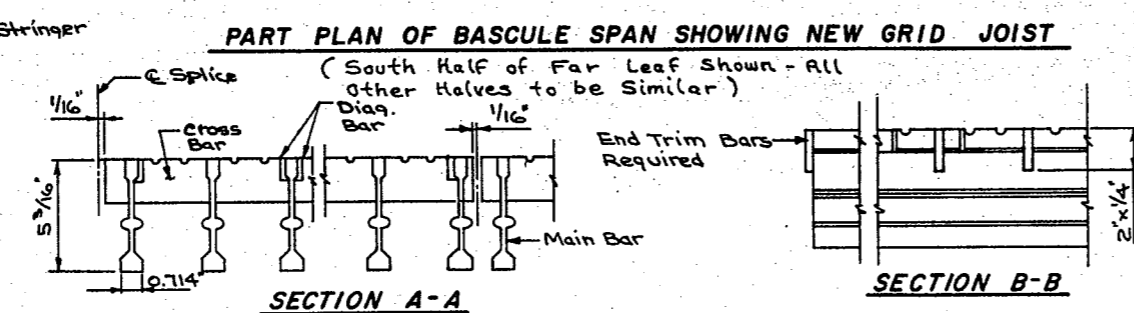 Stringer
PART PLAN OF BASCULE SPAN SHOWING NEW GRID JOIST
(South Half of Far Leaf Shown - All
Other Halves to be Similar)
℄ Splice
1/16"
Cross
Bar
Diag.
Bar
1/16"
5 3/16"
0.714"
Main Bar
SECTION A-A
End Trim Bars
Required
2"x1/4"
SECTION B-B